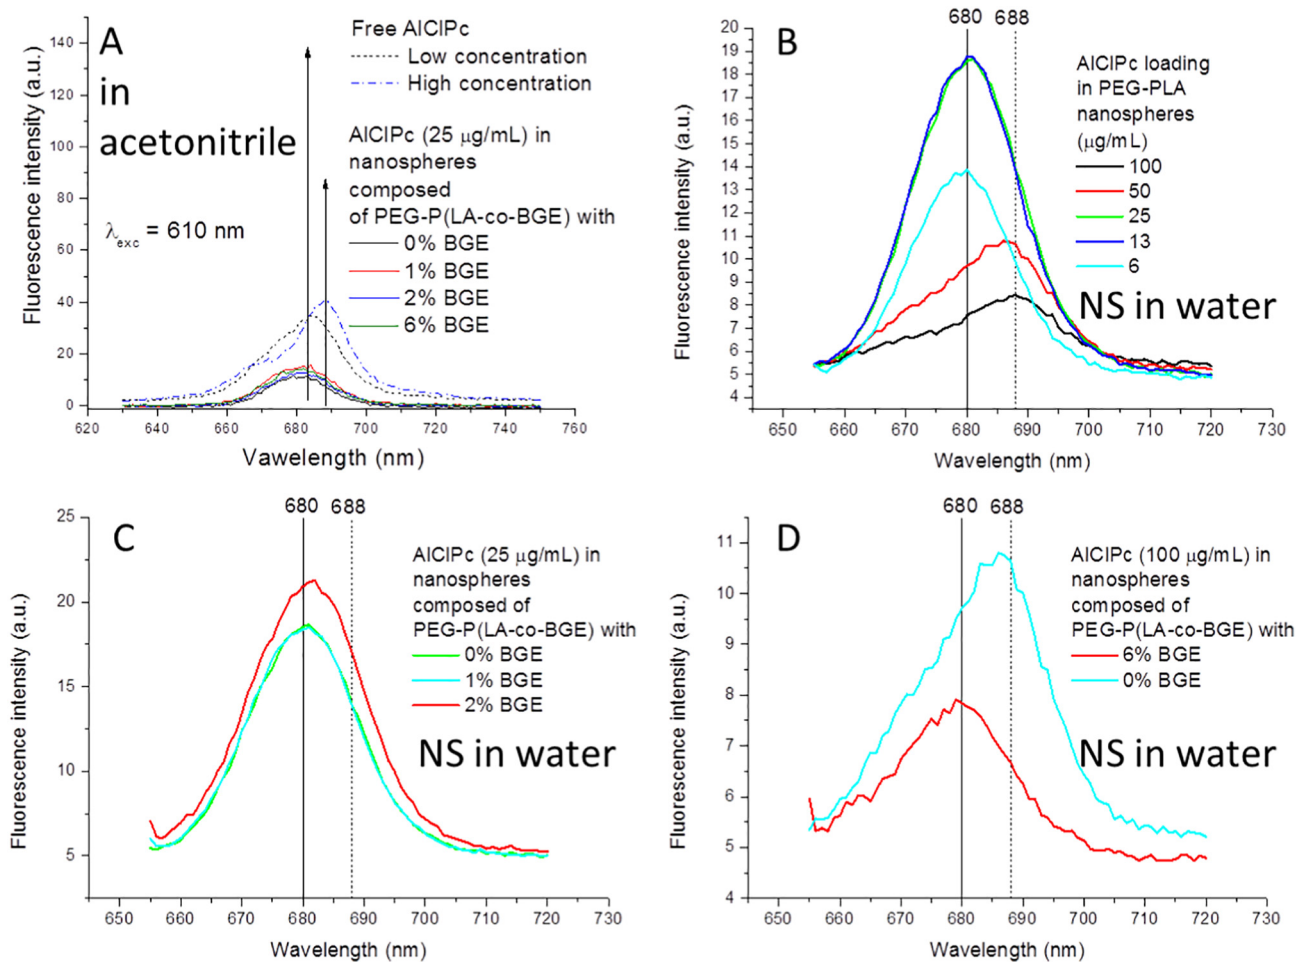 A
in
acetonitrile
λexc = 610 nm
Free AlClPc
Low concentration
High concentration
AlClPc (25 μg/mL) in
nanospheres
composed
of PEG-P(LA-co-BGE) with
0% BGE
1% BGE
2% BGE
6% BGE
Fluorescence intensity (a.u.)
140
120
100
80
60
40
20
0
620
640
660
680
700
720
740
760
Vawelength (nm)
B
680
688
AlClPc loading
in PEG-PLA
nanospheres
(μg/mL)
100
50
25
13
6
NS in water
Fluorescence intensity (a.u.)
20
19
18
17
16
15
14
13
12
11
10
9
8
7
6
5
4
650
660
670
680
690
700
710
720
730
Wavelength (nm)
C
680
688
AlClPc (25 μg/mL) in
nanospheres
composed of
PEG-P(LA-co-BGE) with
0% BGE
1% BGE
2% BGE
NS in water
Fluorescence intensity (a.u.)
25
20
15
10
5
650
660
670
680
690
700
710
720
730
Wavelength (nm)
D
680
688
AlClPc (100 μg/mL) in
nanospheres
composed of
PEG-P(LA-co-BGE) with
6% BGE
0% BGE
NS in water
Fluorescence intensity (a.u.)
11
10
9
8
7
6
5
4
650
660
670
680
690
700
710
720
730
Wavelength (nm)